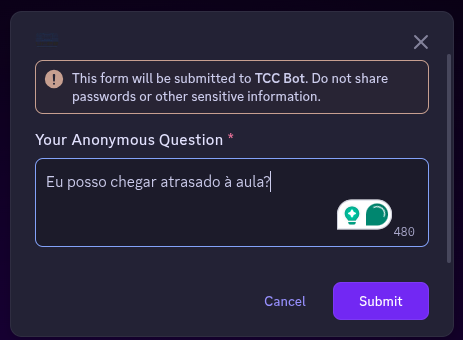 This form will be submitted to TCC Bot. Do not share
passwords or other sensitive information.
Your Anonymous Question *
Eu posso chegar atrasado à aula?
480
Cancel
Submit